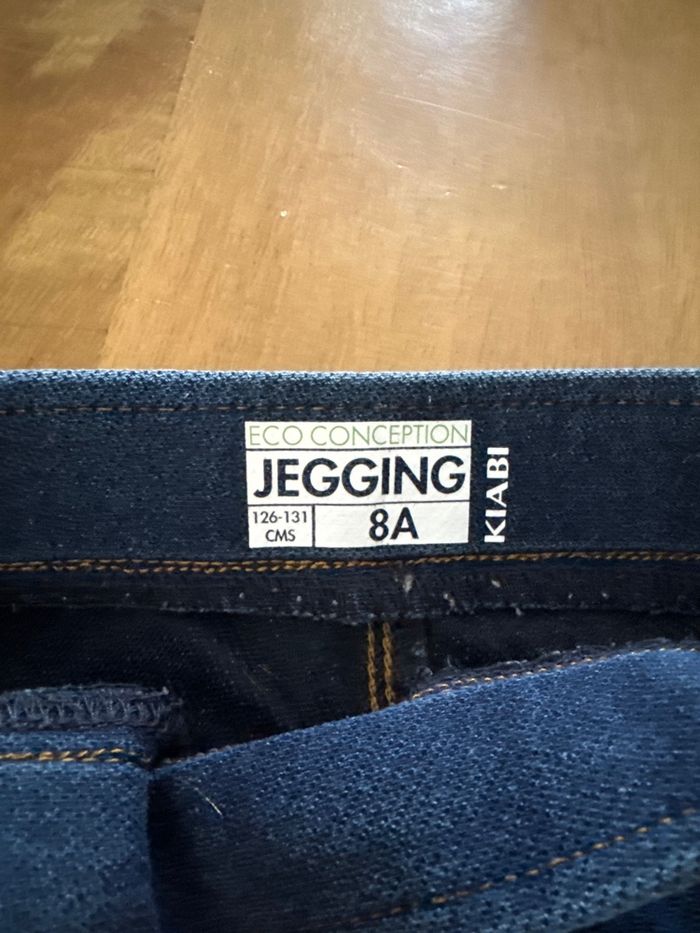 ECO CONCEPTION
JEGGING
126-131
CMS
8A
KIABI